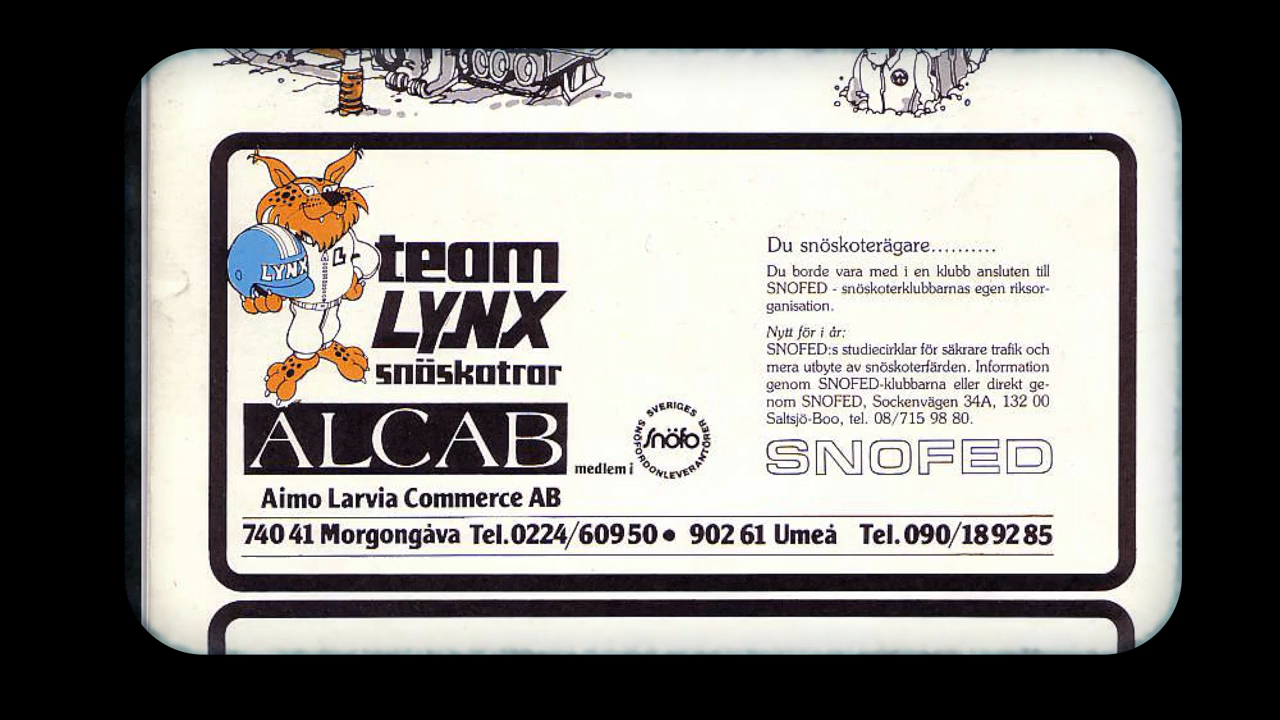 LYNX
L
team
LYNX
snöskotrar
ALCAB
medlem i
SVERIGES
SNÖFORDONLEVERANTÖRER
snöfo
Aimo Larvia Commerce AB
740 41 Morgongåva Tel. 0224/609 50 • 902 61 Umeå Tel. 090/18 92 85
Du snöskoterägare..........
Du borde vara med i en klubb ansluten till
SNOFED - snöskoterklubbarnas egen riksor-
ganisation.
Nytt för i år:
SNOFED:s studiecirklar för säkrare trafik och
mera utbyte av snöskoterfärden. Information
genom SNOFED-klubbarna eller direkt ge-
nom SNOFED, Sockenvägen 34A, 132 00
Saltsjö-Boo, tel. 08/715 98 80.
SNOFED